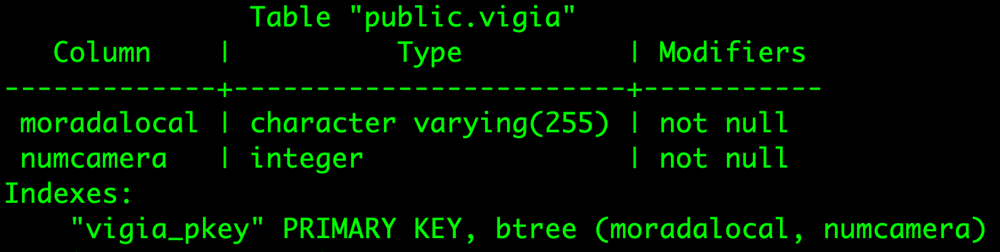 Table "public.vigia"
Column | Type | Modifiers
-------------+------------------------+-----------
moradalocal | character varying(255) | not null
numcamera | integer | not null
Indexes:
"vigia_pkey" PRIMARY KEY, btree (moradalocal, numcamera)